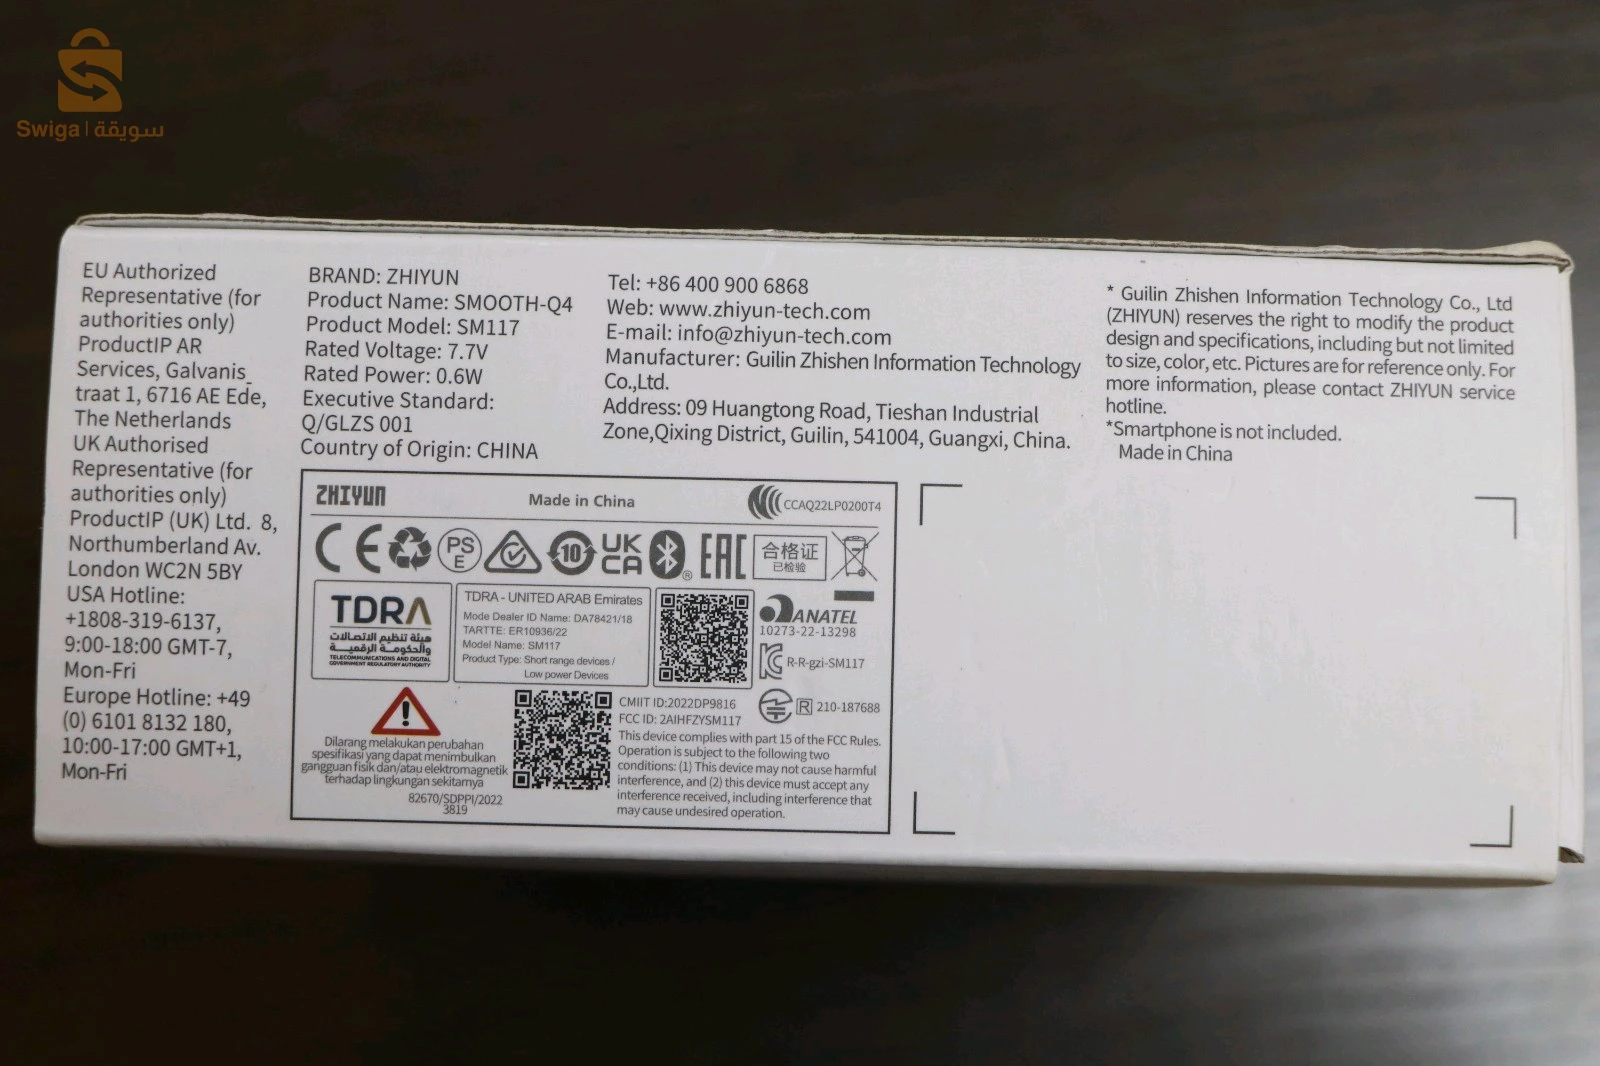 Swiga | سويقة
EU Authorized
Representative (for
authorities only)
ProductIP AR
Services, Galvanis_
traat 1, 6716 AE Ede,
The Netherlands
UK Authorised
Representative (for
authorities only)
ProductIP (UK) Ltd. 8,
Northumberland Av.
London WC2N 5BY
USA Hotline:
+1808-319-6137,
9:00-18:00 GMT-7,
Mon-Fri
Europe Hotline: +49
(0) 6101 8132 180,
10:00-17:00 GMT+1,
Mon-Fri
BRAND: ZHIYUN
Product Name: SMOOTH-Q4
Product Model: SM117
Rated Voltage: 7.7V
Rated Power: 0.6W
Executive Standard:
Q/GLZS 001
Country of Origin: CHINA
Tel: +86 400 900 6868
Web: www.zhiyun-tech.com
E-mail: info@zhiyun-tech.com
Manufacturer: Guilin Zhishen Information Technology
Co.,Ltd.
Address: 09 Huangtong Road, Tieshan Industrial
Zone,Qixing District, Guilin, 541004, Guangxi, China.
* Guilin Zhishen Information Technology Co., Ltd
(ZHIYUN) reserves the right to modify the product
design and specifications, including but not limited
to size, color, etc. Pictures are for reference only. For
more information, please contact ZHIYUN service
hotline.
*Smartphone is not included.
Made in China
ZHIYUN
Made in China
CCAQ22LP0200T4
CE
PS
E
10
UK
CA
®
EAC
合格证
已检验
TDRA
هيئة تنظيم الاتصالات
والحكومة الرقمية
TELECOMMUNICATIONS AND DIGITAL
GOVERNMENT REGULATORY AUTHORITY
TDRA - UNITED ARAB Emirates
Mode Dealer ID Name: DA78421/18
TARTTE: ER10936/22
Model Name: SM117
Product Type: Short range devices /
Low power Devices
ANATEL
10273-22-13298
R-R-gzi-SM117
R 210-187688
Dilarang melakukan perubahan
spesifikasi yang dapat menimbulkan
gangguan fisik dan/atau elektromagnetik
terhadap lingkungan sekitarnya
82670/SDPPI/2022
3819
CMIIT ID:2022DP9816
FCC ID: 2AIHFZYSM117
This device complies with part 15 of the FCC Rules.
Operation is subject to the following two
conditions: (1) This device may not cause harmful
interference, and (2) this device must accept any
interference received, including interference that
may cause undesired operation.